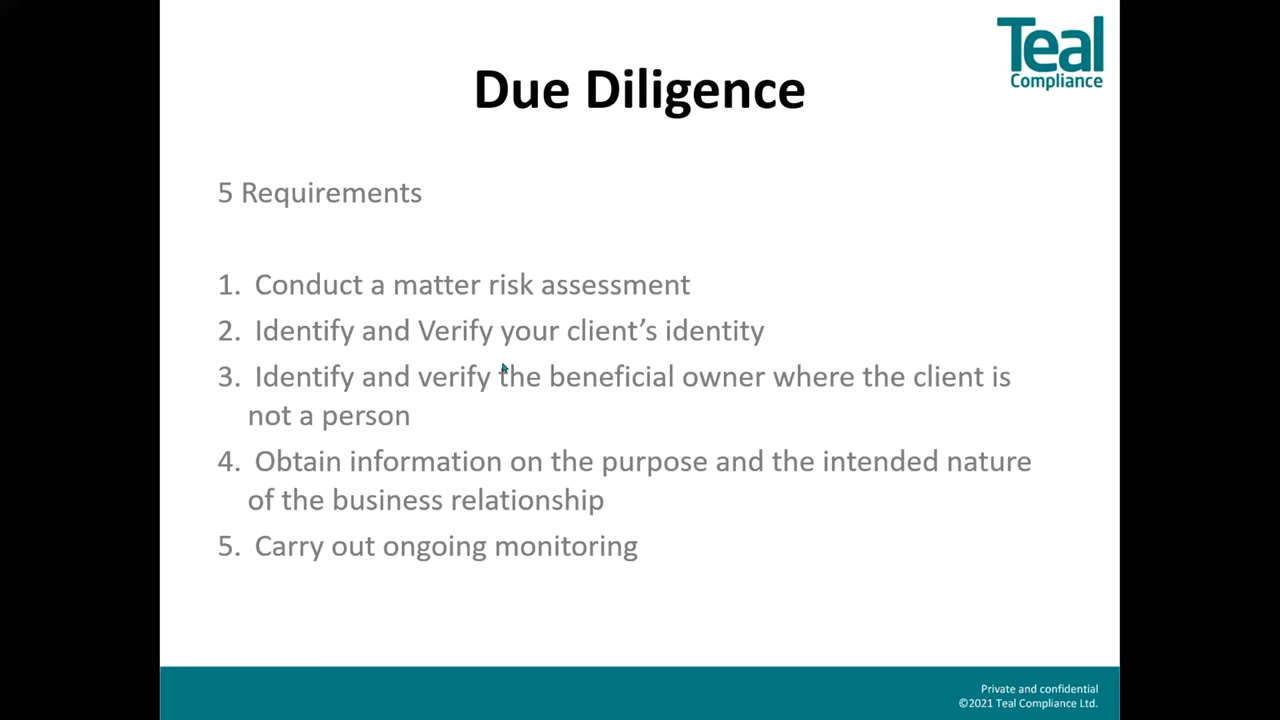 Teal
Compliance
Due Diligence
5 Requirements
1. Conduct a matter risk assessment
2. Identify and Verify your client’s identity
3. Identify and verify the beneficial owner where the client is
not a person
4. Obtain information on the purpose and the intended nature
of the business relationship
5. Carry out ongoing monitoring
Private and confidential
©2021 Teal Compliance Ltd.